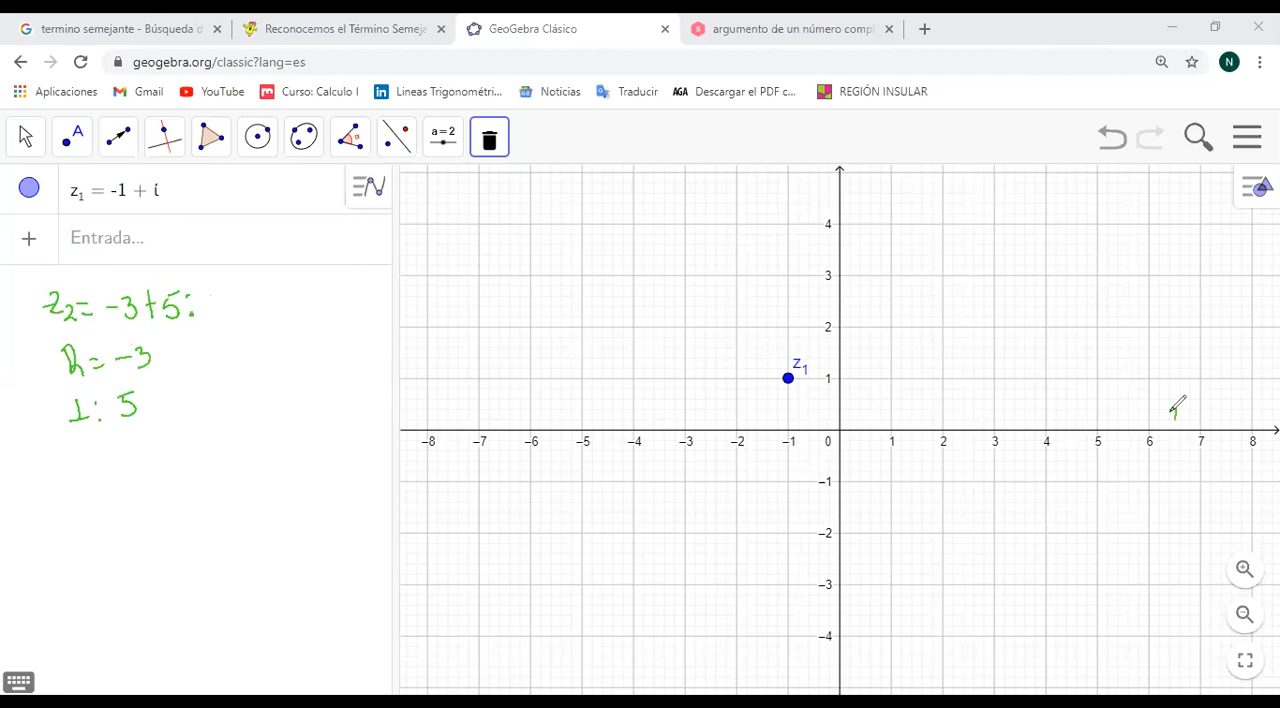 termino semejante - Búsqueda d
Reconocemos el Término Semeja
GeoGebra Clásico
argumento de un número compl
geogebra.org/classic?lang=es
N
Aplicaciones
Gmail
YouTube
Curso: Calculo I
Lineas Trigonométri...
Noticias
Traducir
AGA Descargar el PDF c...
REGIÓN INSULAR
A
a=2
z₁ = -1 + i
Entrada...
z₂ = -3+5i
R = -3
I: 5
z₁
4
3
2
1
-8 -7 -6 -5 -4 -3 -2 -1 0 1 2 3 4 5 6 7 8
-1
-2
-3
-4